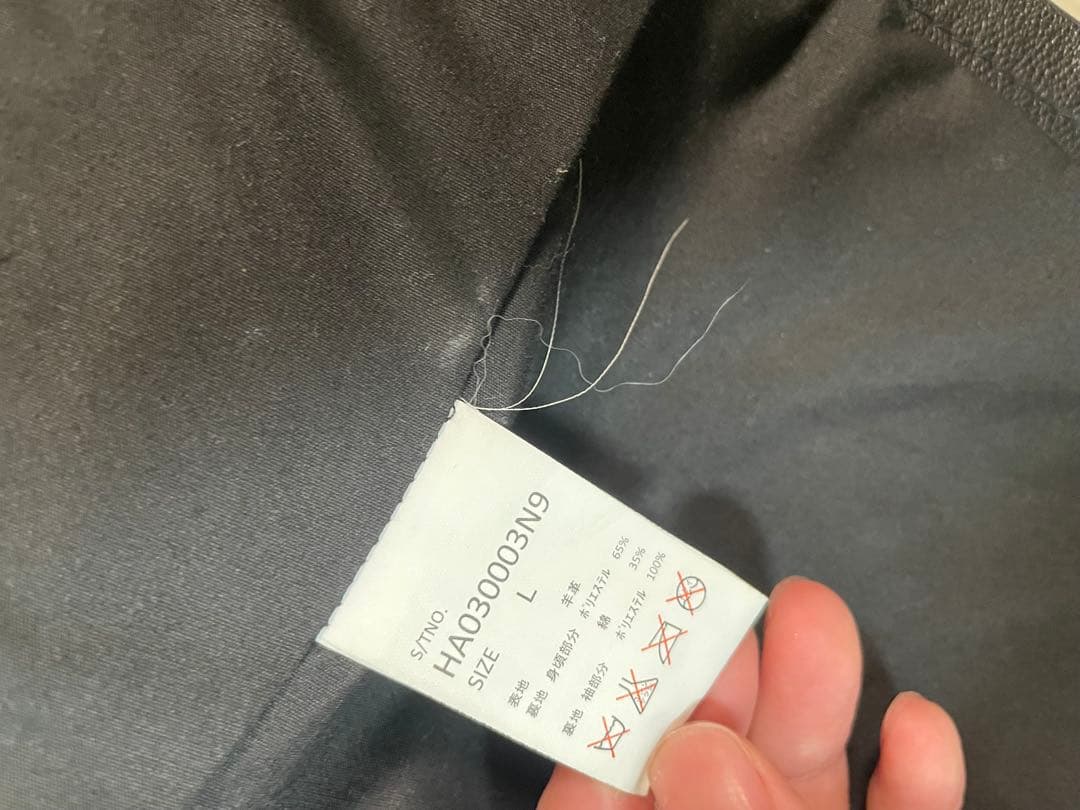 S/TNO.
HA030003N9
SIZE L
表地 羊革
裏地 身頃部分 ﾎﾟﾘｴｽﾃﾙ 65%
綿 35%
裏地 袖部分 ﾎﾟﾘｴｽﾃﾙ 100%